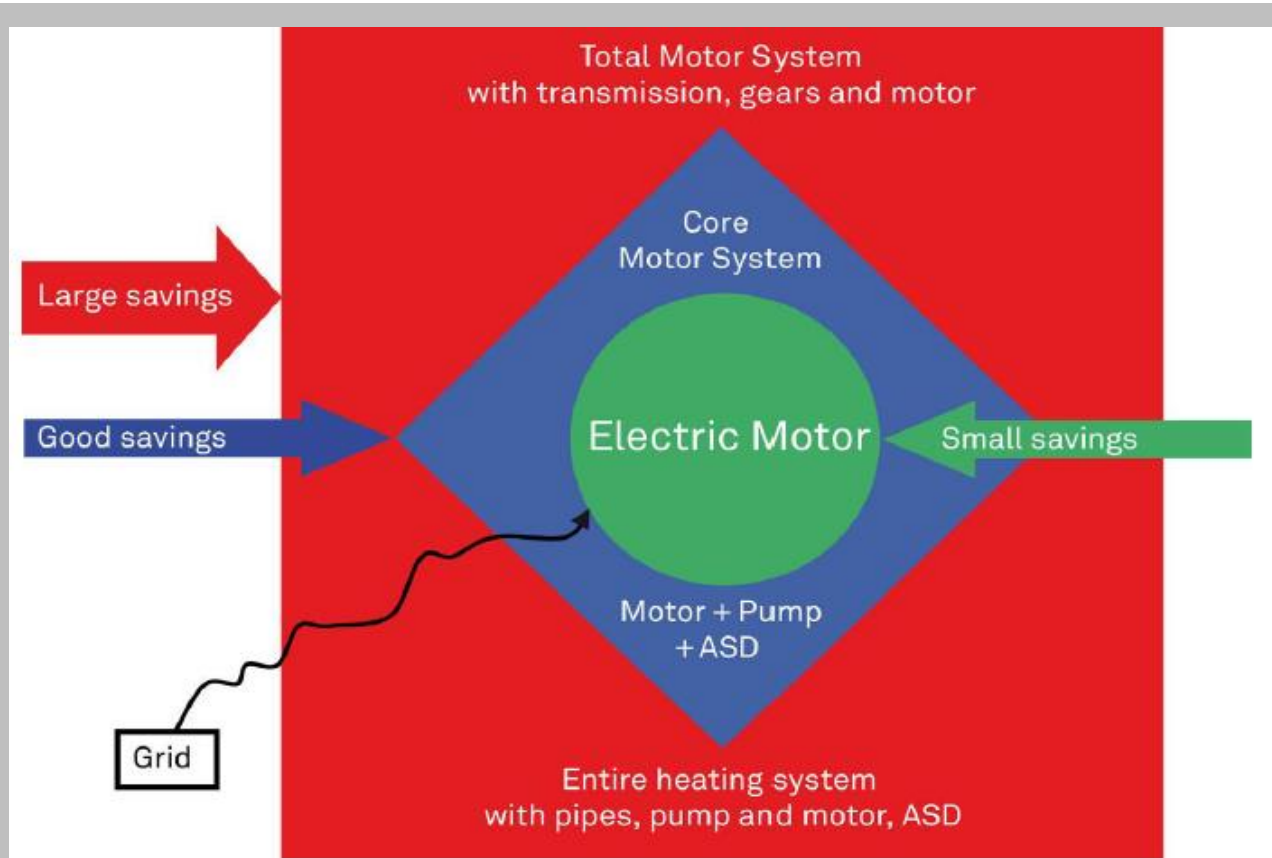 Total Motor System
with transmission, gears and motor
Core
Motor System
Large savings
Good savings
Electric Motor
Small savings
Motor + Pump
+ ASD
Grid
Entire heating system
with pipes, pump and motor, ASD